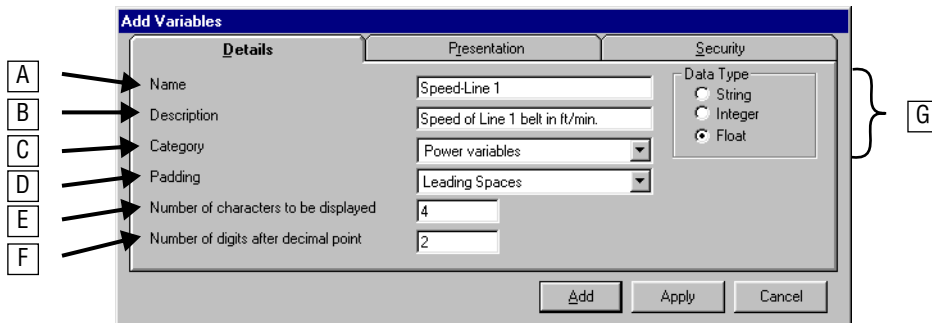 Add Variables
Details Presentation Security
A Name Speed-Line 1
B Description Speed of Line 1 belt in ft/min.
C Category Power variables
D Padding Leading Spaces
E Number of characters to be displayed 4
F Number of digits after decimal point 2
Data Type
String
Integer
Float
G
Add Apply Cancel